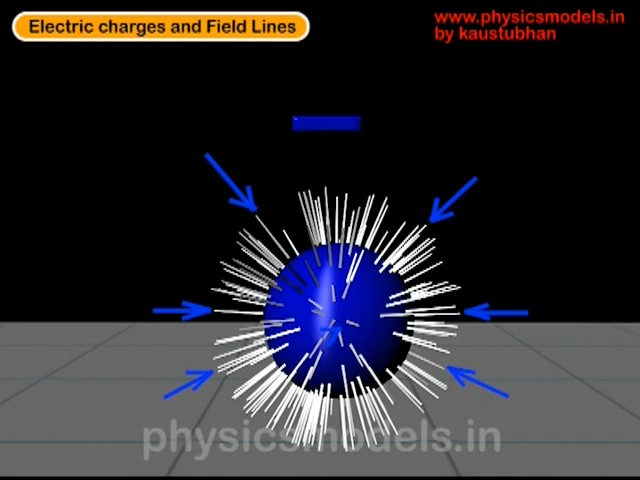 Electric charges and Field Lines
www.physicsmodels.in
by kaustubhan
physicsmodels.in